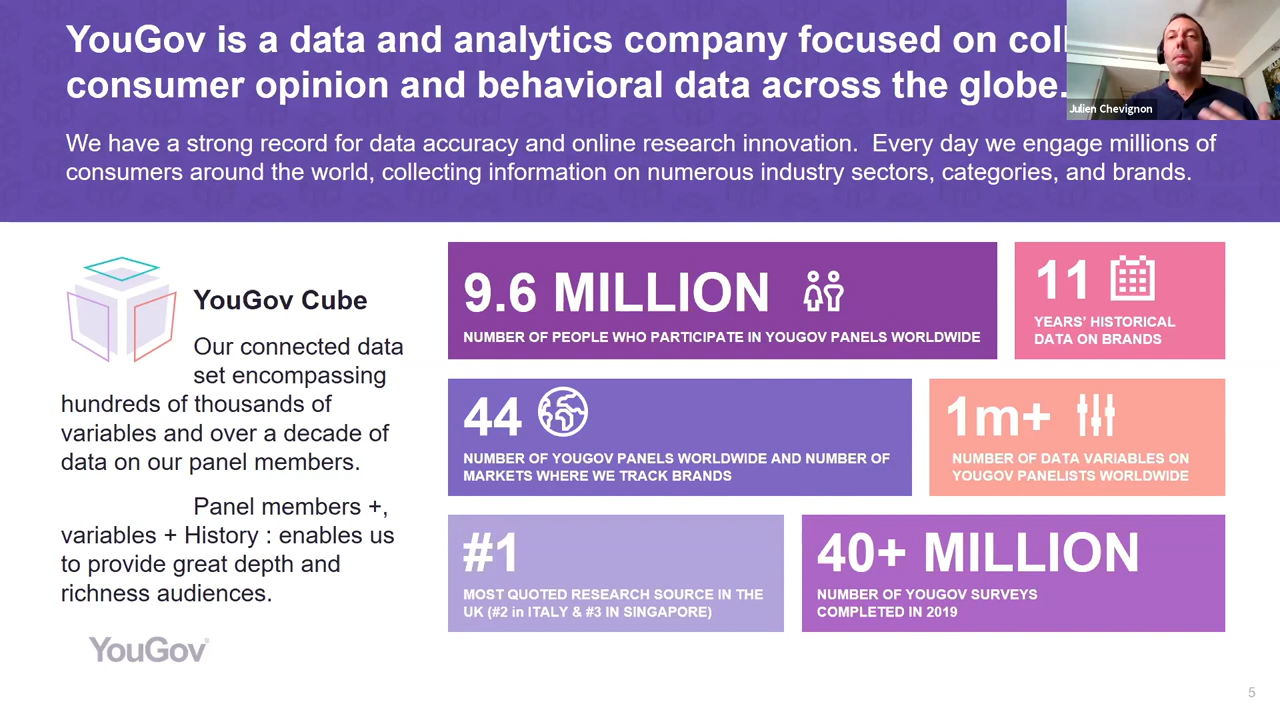 YouGov is a data and analytics company focused on
consumer opinion and behavioral data across the globe.
Julien Chevignon
We have a strong record for data accuracy and online research innovation.  Every day we engage millions of
consumers around the world, collecting information on numerous industry sectors, categories, and brands.
YouGov Cube
Our connected data
set encompassing
hundreds of thousands of
variables and over a decade of
data on our panel members.
Panel members +,
variables + History : enables us
to provide great depth and
richness audiences.
YouGov®
9.6 MILLION
NUMBER OF PEOPLE WHO PARTICIPATE IN YOUGOV PANELS WORLDWIDE
11
YEARS' HISTORICAL
DATA ON BRANDS
44
NUMBER OF YOUGOV PANELS WORLDWIDE AND NUMBER OF
MARKETS WHERE WE TRACK BRANDS
1m+
NUMBER OF DATA VARIABLES ON
YOUGOV PANELISTS WORLDWIDE
#1
MOST QUOTED RESEARCH SOURCE IN THE
UK (#2 in ITALY & #3 IN SINGAPORE)
40+ MILLION
NUMBER OF YOUGOV SURVEYS
COMPLETED IN 2019
5